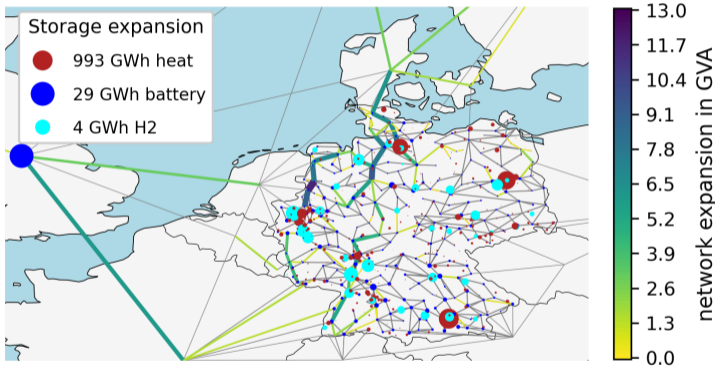 Storage expansion
993 GWh heat
29 GWh battery
4 GWh H2
13.0
11.7
10.4
9.1
7.8
6.5
5.2
3.9
2.6
1.3
0.0
network expansion in GVA